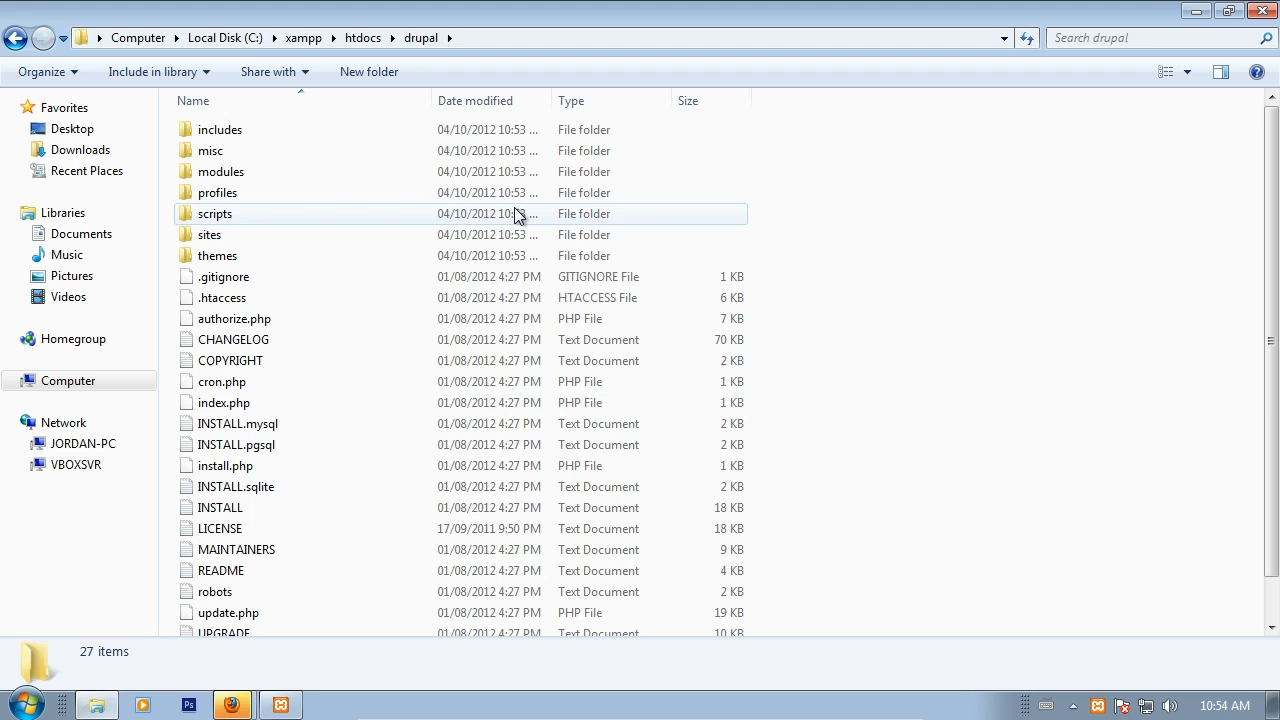 Computer Local Disk (C:) xampp htdocs drupal Search drupal
Organize Include in library Share with New folder
Name Date modified Type Size
Favorites
Desktop
Downloads
Recent Places
Libraries
Documents
Music
Pictures
Videos
Homegroup
Computer
Network
JORDAN-PC
VBOXSVR
includes 04/10/2012 10:53 ... File folder
misc 04/10/2012 10:53 ... File folder
modules 04/10/2012 10:53 ... File folder
profiles 04/10/2012 10:53 ... File folder
scripts 04/10/2012 ... File folder
sites 04/10/2012 10:53 ... File folder
themes 04/10/2012 10:53 ... File folder
.gitignore 01/08/2012 4:27 PM GITIGNORE File 1 KB
.htaccess 01/08/2012 4:27 PM HTACCESS File 6 KB
authorize.php 01/08/2012 4:27 PM PHP File 7 KB
CHANGELOG 01/08/2012 4:27 PM Text Document 70 KB
COPYRIGHT 01/08/2012 4:27 PM Text Document 2 KB
cron.php 01/08/2012 4:27 PM PHP File 1 KB
index.php 01/08/2012 4:27 PM PHP File 1 KB
INSTALL.mysql 01/08/2012 4:27 PM Text Document 2 KB
INSTALL.pgsql 01/08/2012 4:27 PM Text Document 2 KB
install.php 01/08/2012 4:27 PM PHP File 1 KB
INSTALL.sqlite 01/08/2012 4:27 PM Text Document 2 KB
INSTALL 01/08/2012 4:27 PM Text Document 18 KB
LICENSE 17/09/2011 9:50 PM Text Document 18 KB
MAINTAINERS 01/08/2012 4:27 PM Text Document 9 KB
README 01/08/2012 4:27 PM Text Document 4 KB
robots 01/08/2012 4:27 PM Text Document 2 KB
update.php 01/08/2012 4:27 PM PHP File 19 KB
UPGRADE 01/08/2012 4:27 PM Text Document 10 KB
27 items
Ps
10:54 AM